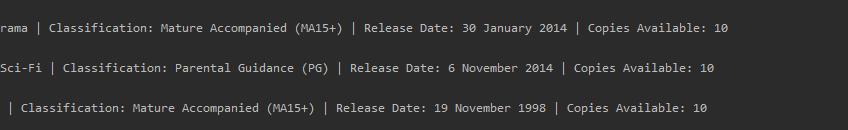 rama | Classification: Mature Accompanied (MA15+) | Release Date: 30 January 2014 | Copies Available: 10
Sci-Fi | Classification: Parental Guidance (PG) | Release Date: 6 November 2014 | Copies Available: 10
| Classification: Mature Accompanied (MA15+) | Release Date: 19 November 1998 | Copies Available: 10